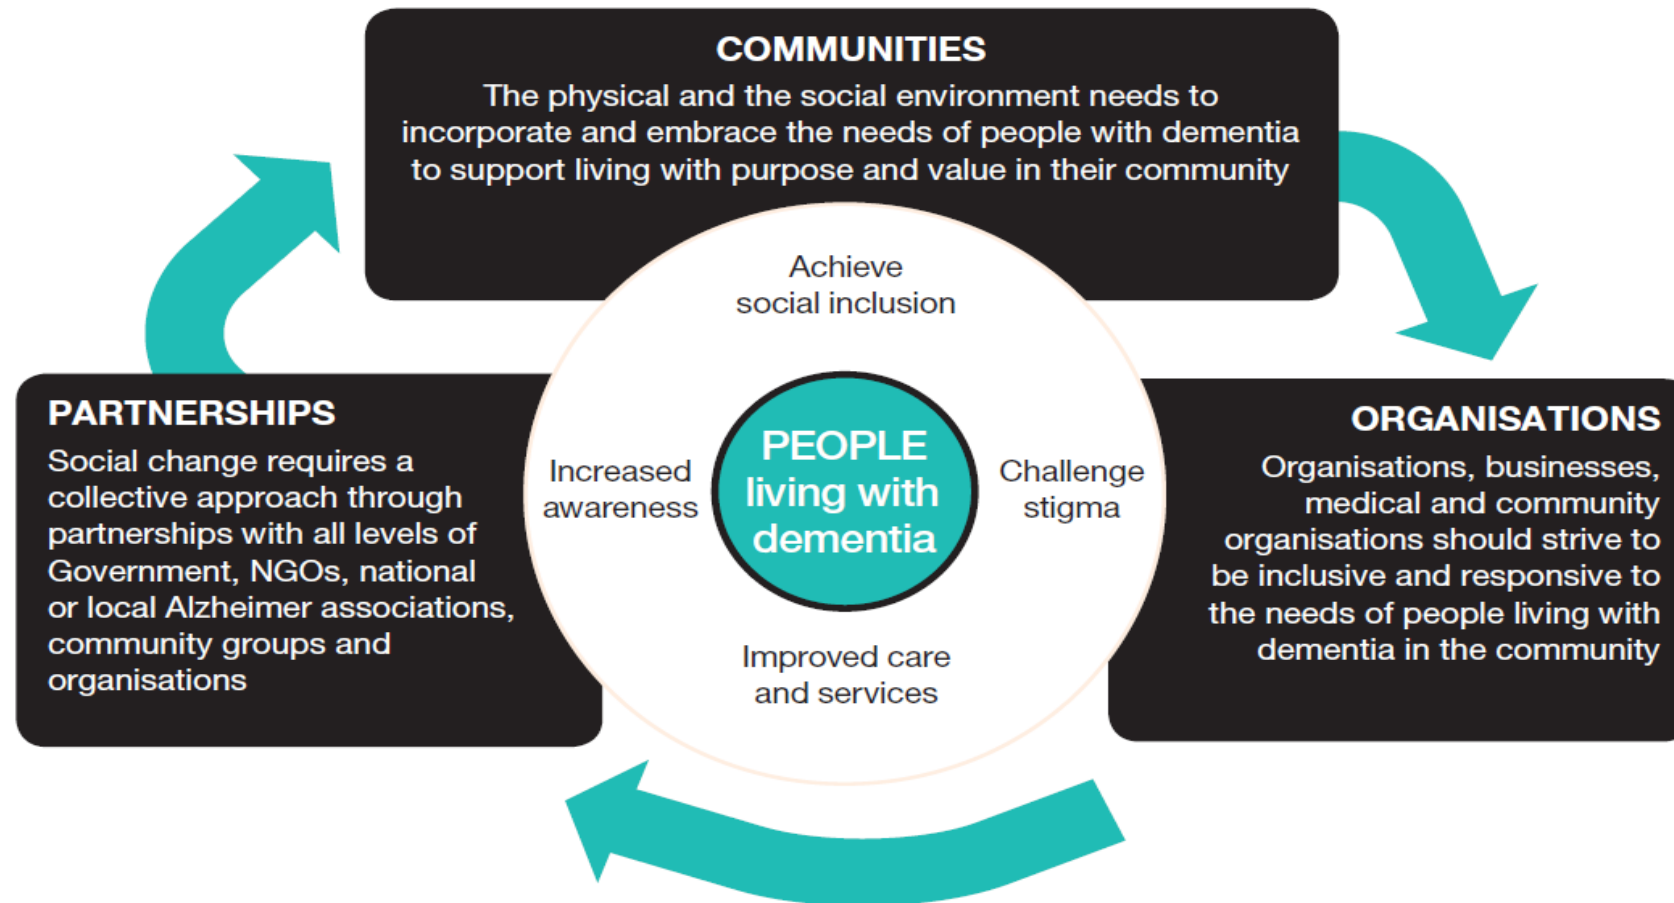 COMMUNITIES
The physical and the social environment needs to
incorporate and embrace the needs of people with dementia
to support living with purpose and value in their community
Achieve
social inclusion
PARTNERSHIPS
Social change requires a
collective approach through
partnerships with all levels of
Government, NGOs, national
or local Alzheimer associations,
community groups and
organisations
Increased
awareness
PEOPLE
living with
dementia
Challenge
stigma
Improved care
and services
ORGANISATIONS
Organisations, businesses,
medical and community
organisations should strive to
be inclusive and responsive to
the needs of people living with
dementia in the community